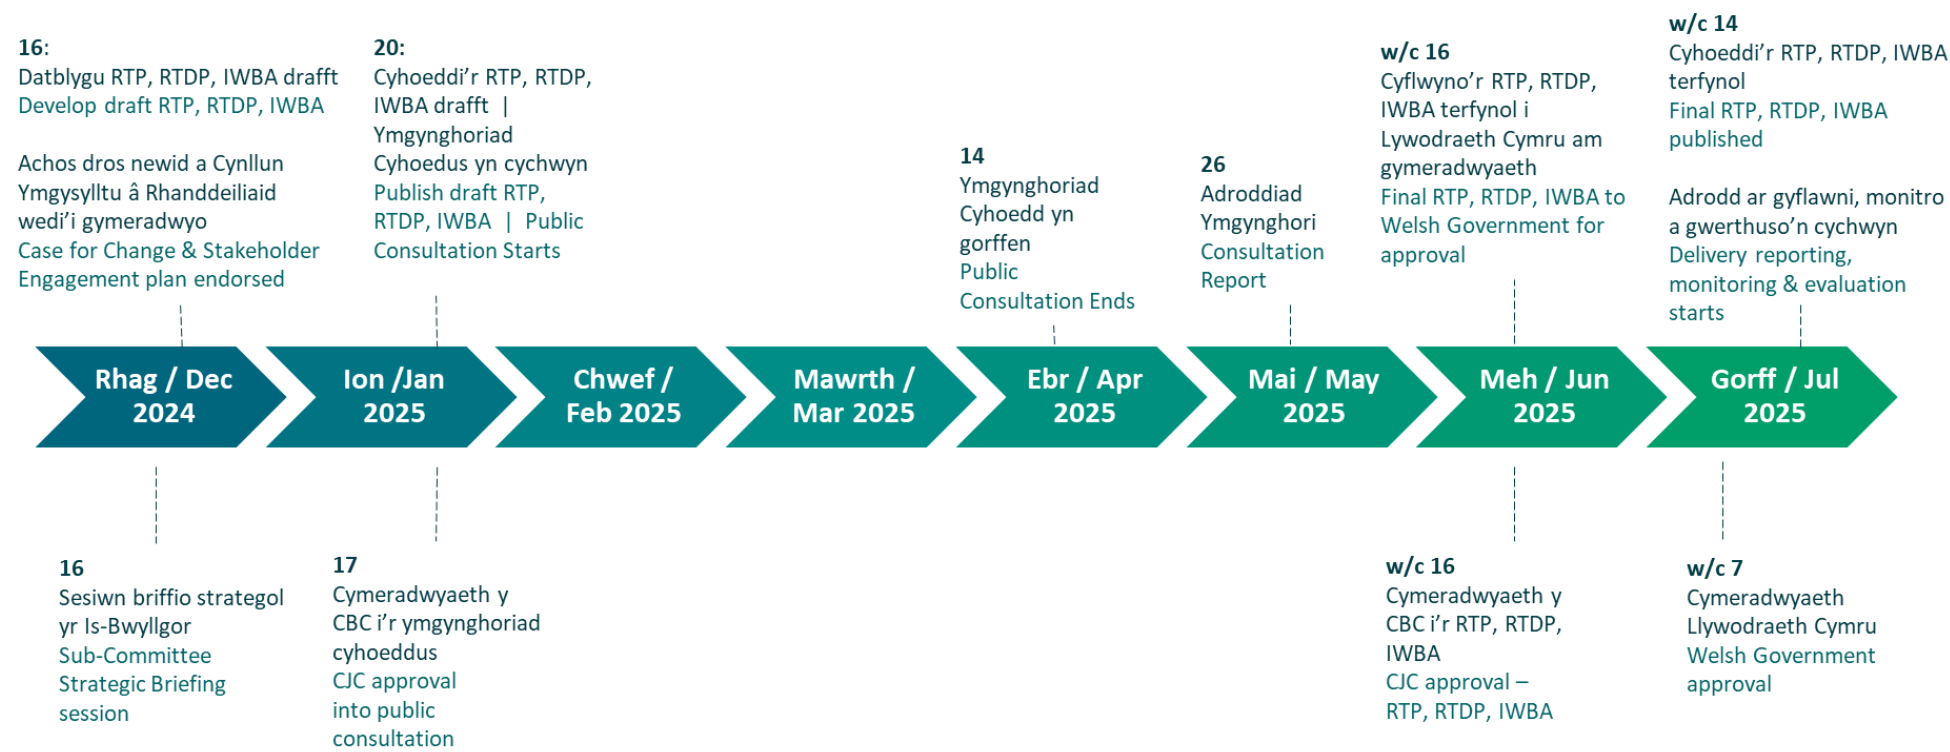 16:
Datblygu RTP, RTDP, IWBA drafft
Develop draft RTP, RTDP, IWBA
Achos dros newid a Cynllun
Ymgysylltu â Rhanddeiliaid
wedi’i gymeradwyo
Case for Change & Stakeholder
Engagement plan endorsed
20:
Cyhoeddi’r RTP, RTDP,
IWBA drafft |
Ymgynghoriad
Cyhoedus yn cychwyn
Publish draft RTP,
RTDP, IWBA | Public
Consultation Starts
14
Ymgynghoriad
Cyhoedd yn
gorffen
Public
Consultation Ends
26
Adroddiad
Ymgynghori
Consultation
Report
w/c 16
Cyflwyno’r RTP, RTDP,
IWBA terfynol i
Lywodraeth Cymru am
gymeradwyaeth
Final RTP, RTDP, IWBA to
Welsh Government for
approval
w/c 14
Cyhoeddi’r RTP, RTDP, IWBA
terfynol
Final RTP, RTDP, IWBA
published
Adrodd ar gyflawni, monitro
a gwerthuso’n cychwyn
Delivery reporting,
monitoring & evaluation
starts
Rhag / Dec
2024
Ion /Jan
2025
Chwef /
Feb 2025
Mawrth /
Mar 2025
Ebr / Apr
2025
Mai / May
2025
Meh / Jun
2025
Gorff / Jul
2025
16
Sesiwn briffio strategol
yr Is-Bwyllgor
Sub-Committee
Strategic Briefing
session
17
Cymeradwyaeth y
CBC i’r ymgynghoriad
cyhoeddus
CJC approval
into public
consultation
w/c 16
Cymeradwyaeth y
CBC i’r RTP, RTDP,
IWBA
CJC approval –
RTP, RTDP, IWBA
w/c 7
Cymeradwyaeth
Llywodraeth Cymru
Welsh Government
approval